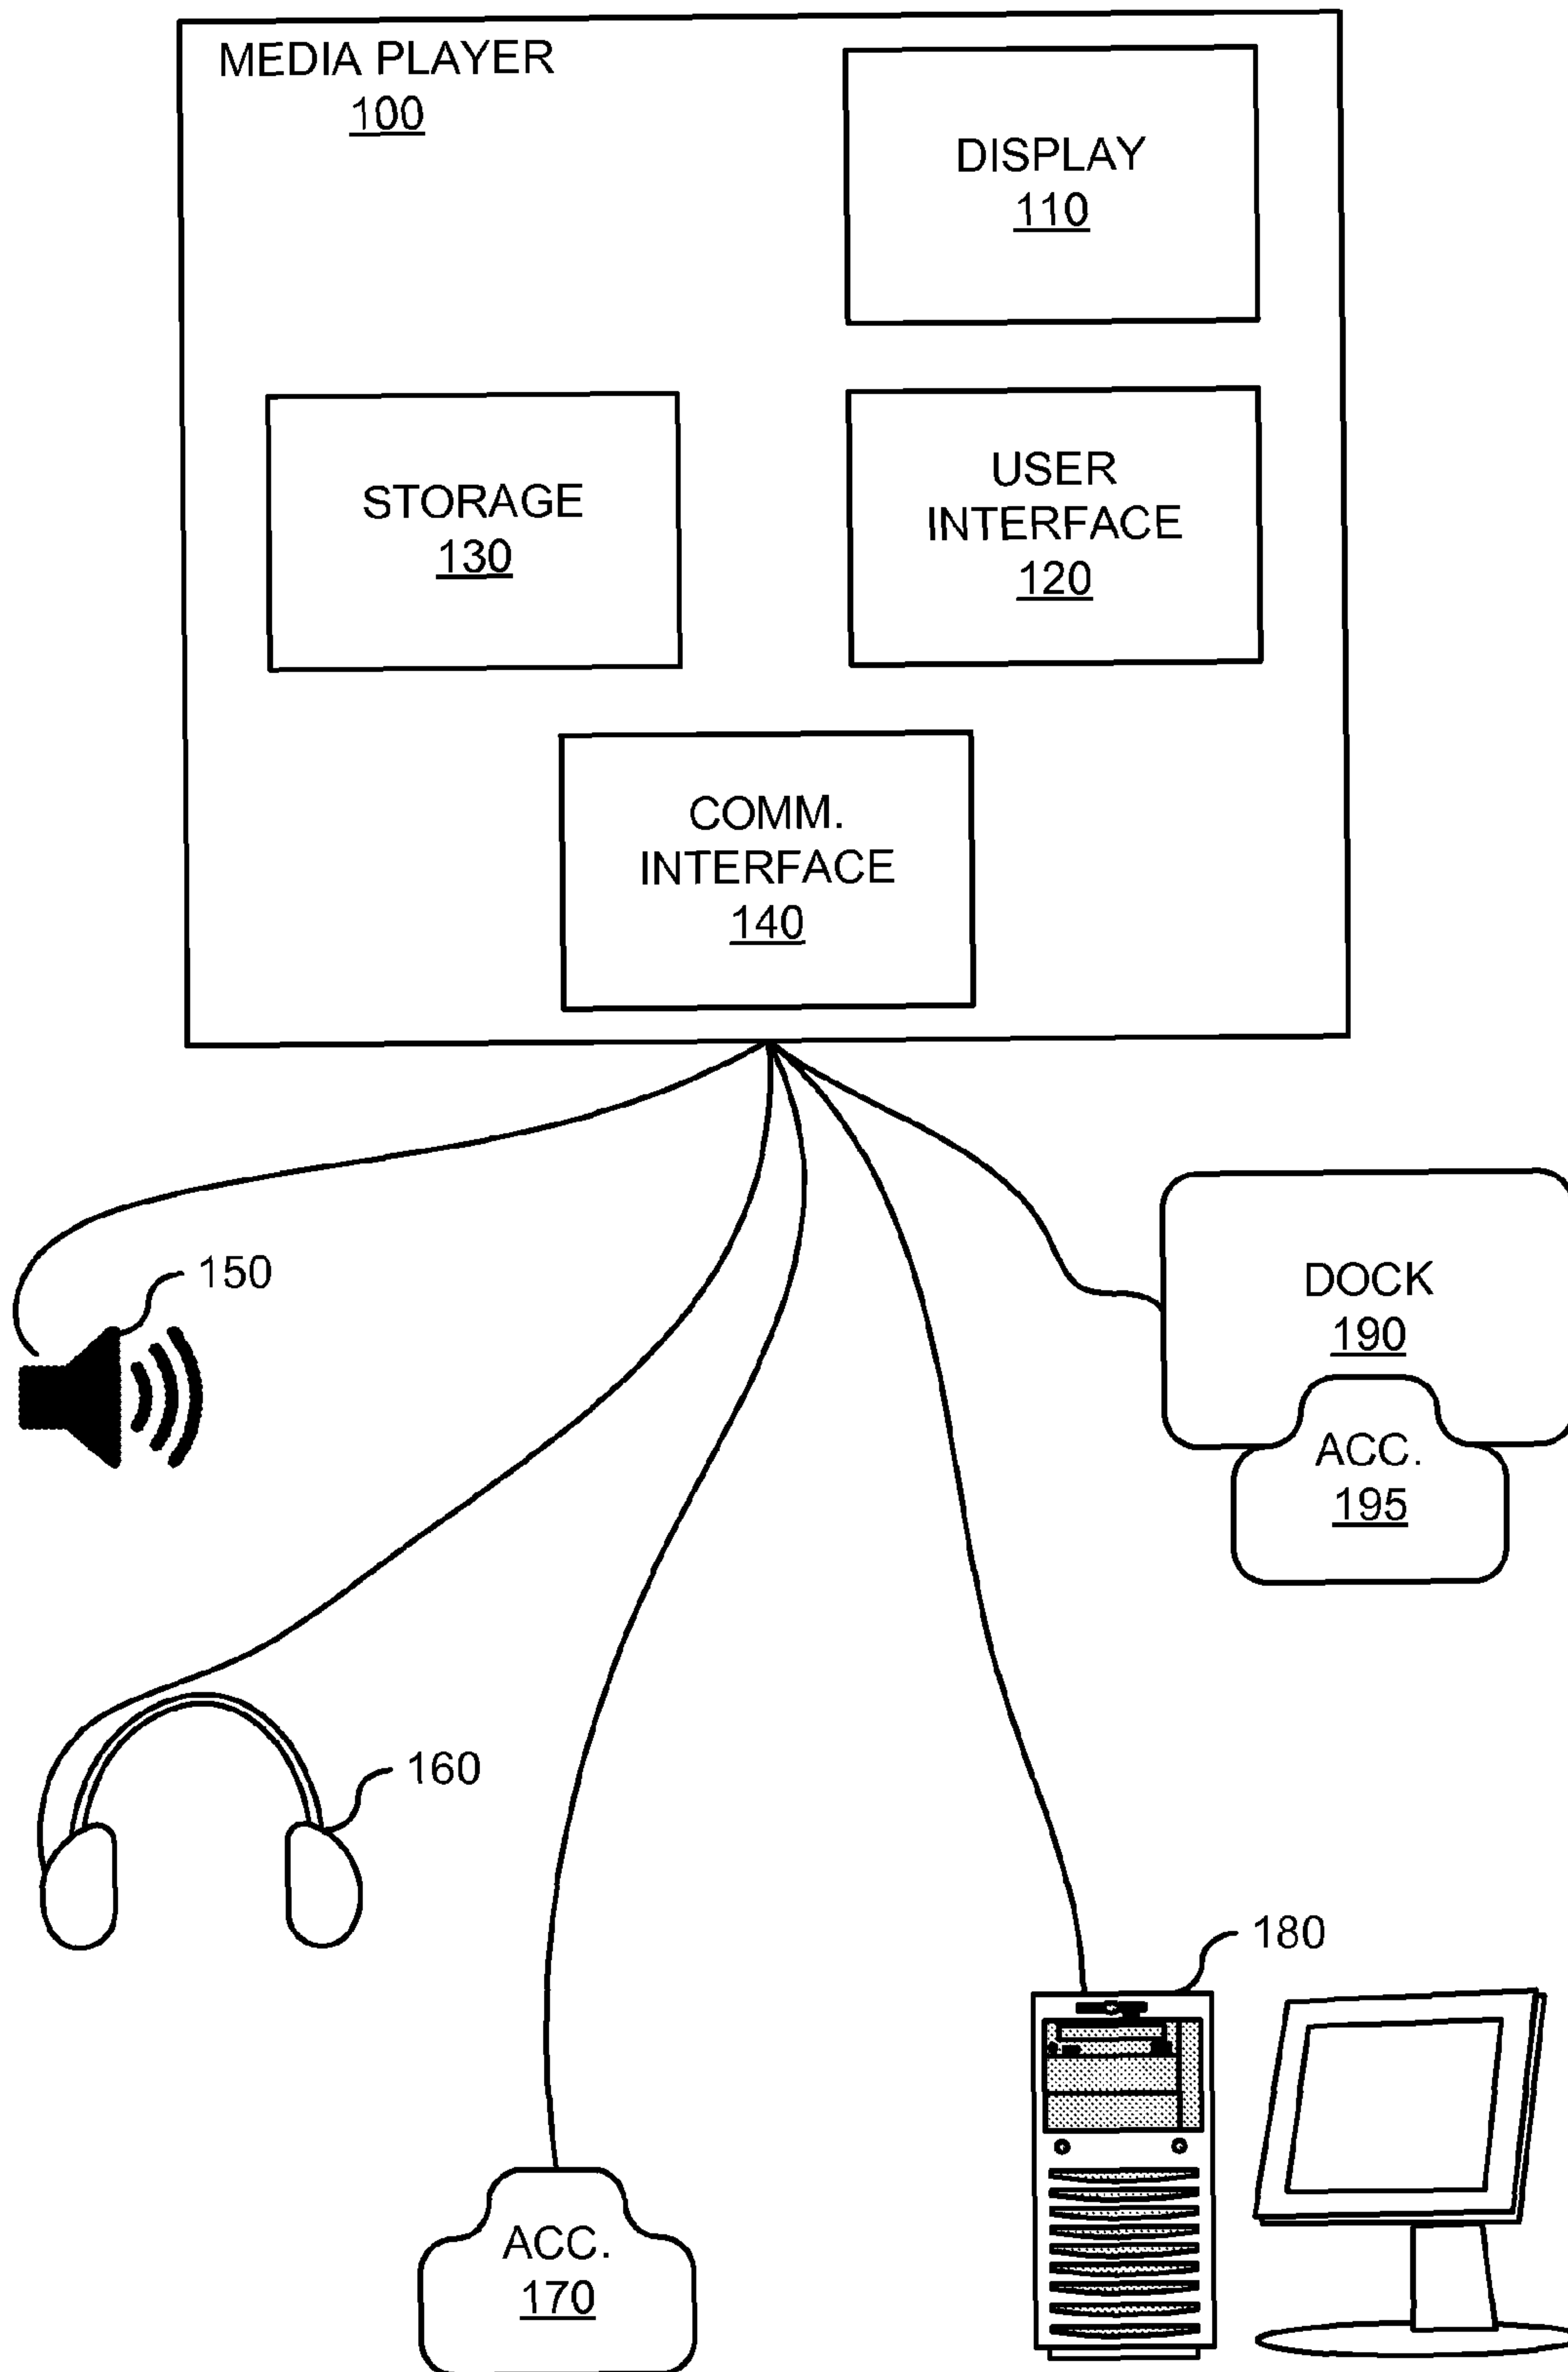 MEDIA PLAYER
100
DISPLAY
110
STORAGE
130
USER
INTERFACE
120
COMM.
INTERFACE
140
150
DOCK
190
ACC.
195
160
180
ACC.
170